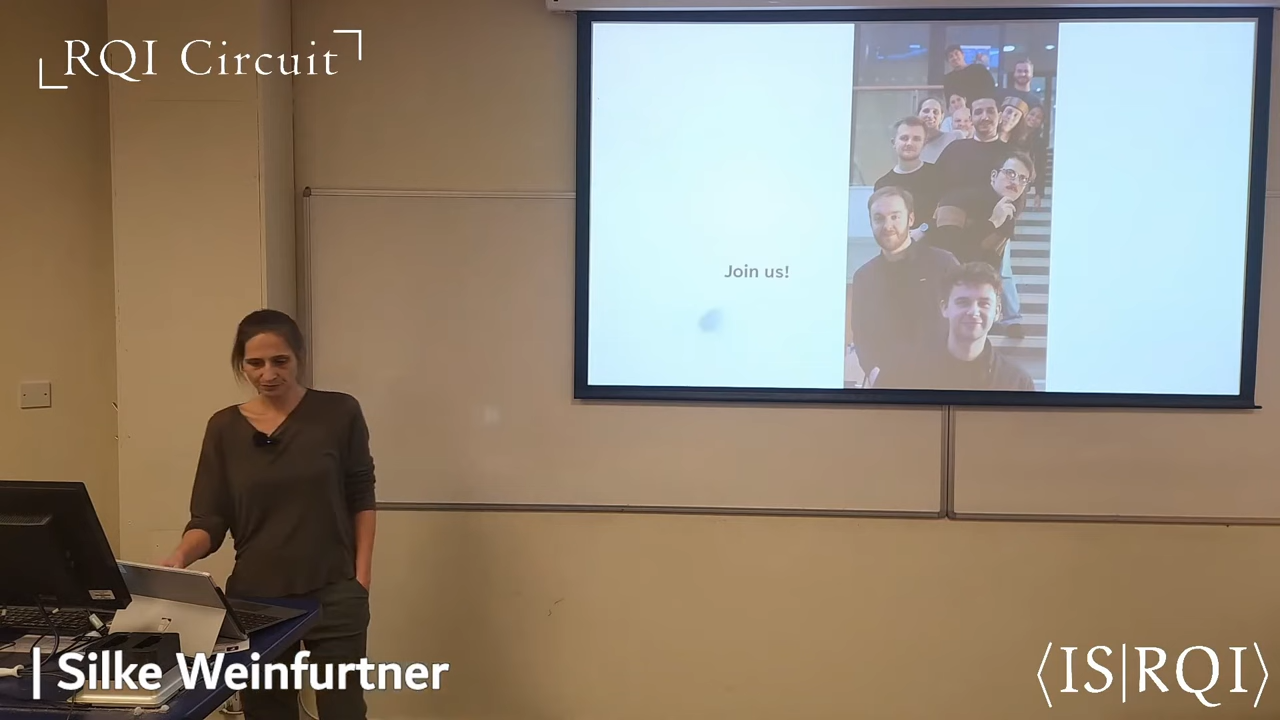 RQI Circuit
Join us!
| Silke Weinfurtner
⟨IS|RQI⟩